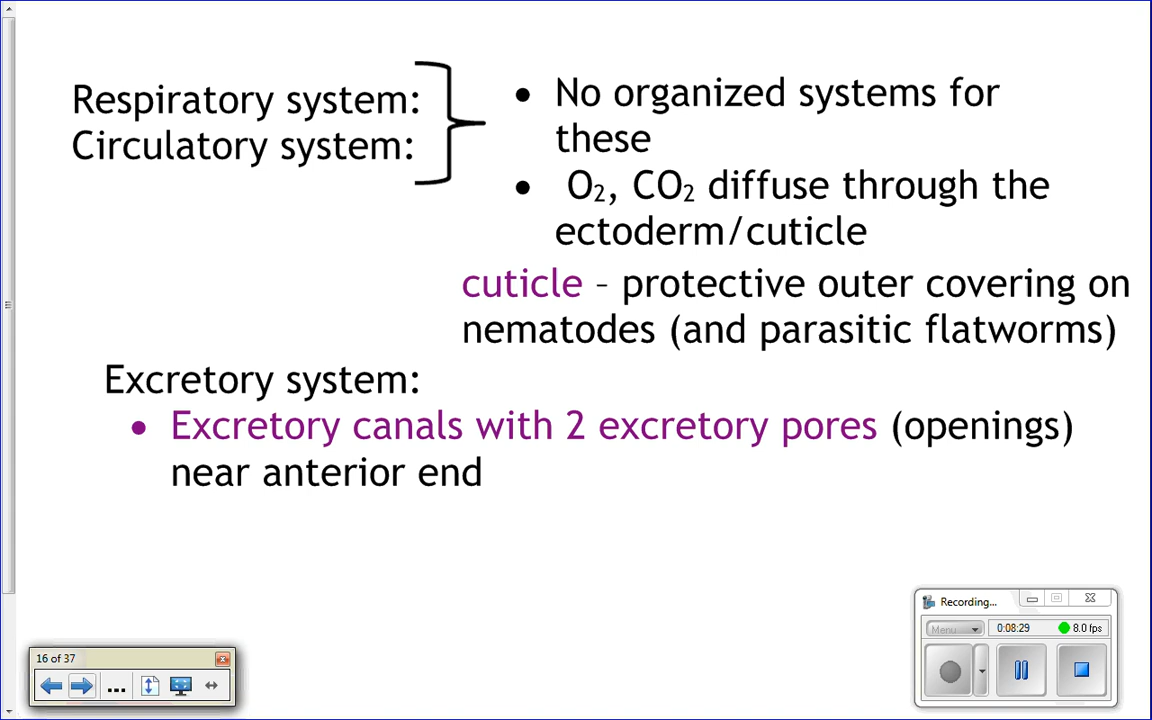 Respiratory system:
Circulatory system:
• No organized systems for
these
• O₂, CO₂ diffuse through the
ectoderm/cuticle
cuticle – protective outer covering on
nematodes (and parasitic flatworms)
Excretory system:
• Excretory canals with 2 excretory pores (openings)
near anterior end
Recording...
Menu
0:08:29
8.0 fps
16 of 37